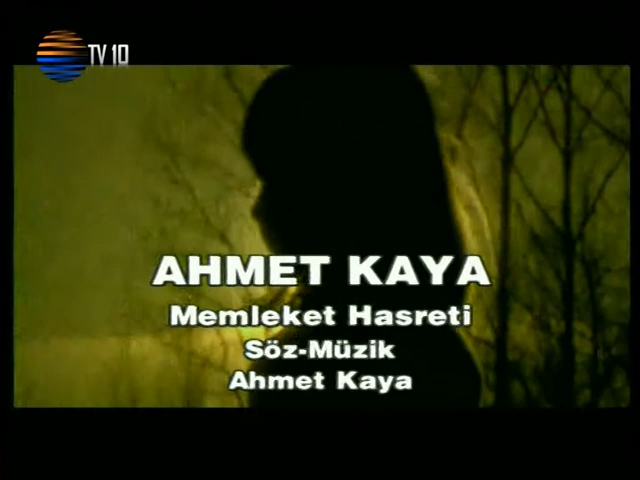 TV 10
AHMET KAYA
Memleket Hasreti
Söz-Müzik
Ahmet Kaya